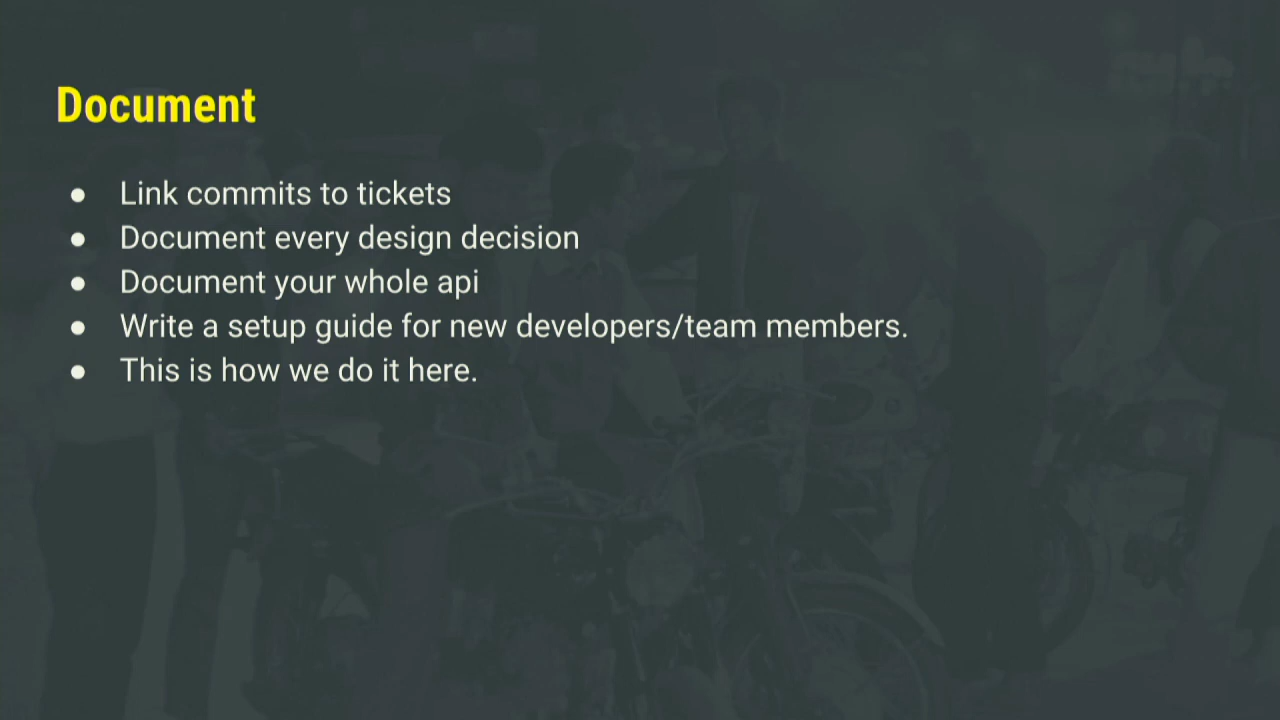 Document
● Link commits to tickets
● Document every design decision
● Document your whole api
● Write a setup guide for new developers/team members.
● This is how we do it here.